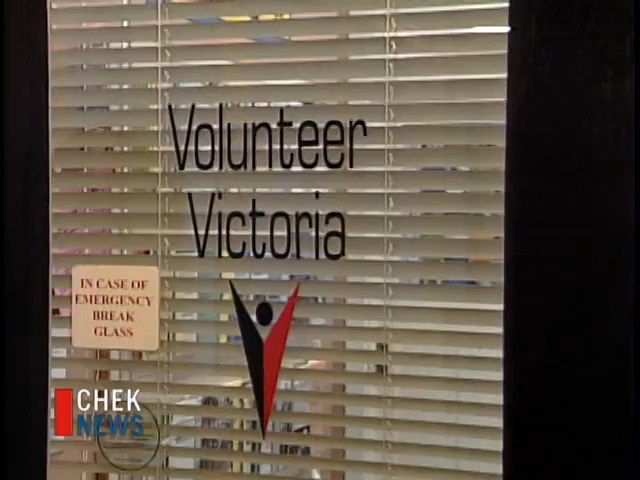 Volunteer
Victoria
IN CASE OF
EMERGENCY
BREAK
GLASS
CHEK
NEWS